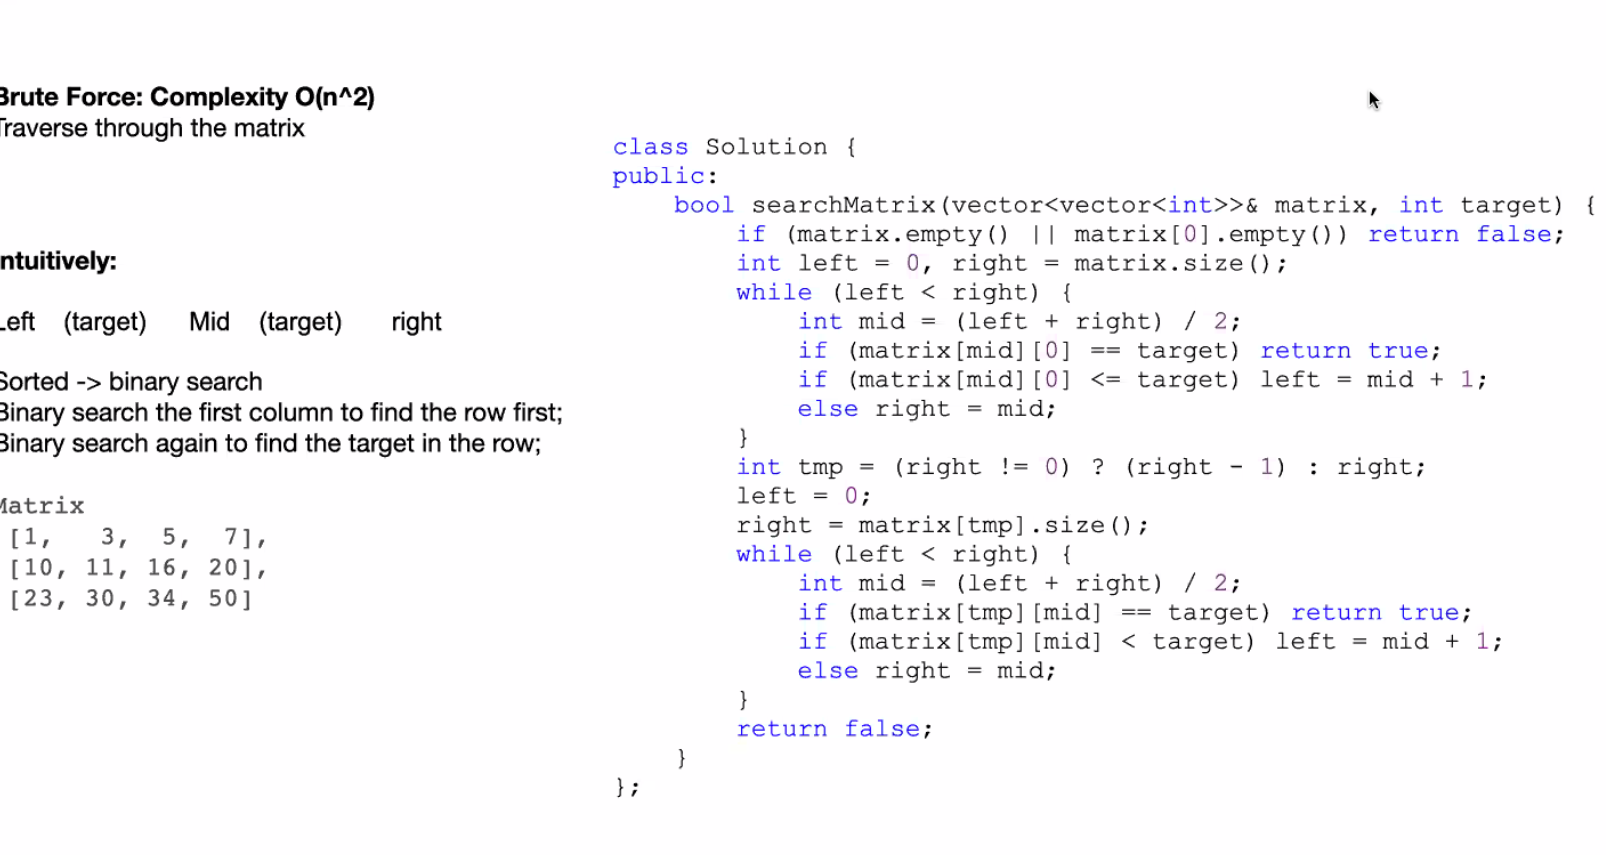 Brute Force: Complexity O(n^2)
Traverse through the matrix
Intuitively:
Left (target) Mid (target) right
Sorted -> binary search
Binary search the first column to find the row first;
Binary search again to find the target in the row;
Matrix
[1, 3, 5, 7],
[10, 11, 16, 20],
[23, 30, 34, 50]
class Solution {
public:
    bool searchMatrix(vector<vector<int>>& matrix, int target) {
        if (matrix.empty() || matrix[0].empty()) return false;
        int left = 0, right = matrix.size();
        while (left < right) {
            int mid = (left + right) / 2;
            if (matrix[mid][0] == target) return true;
            if (matrix[mid][0] <= target) left = mid + 1;
            else right = mid;
        }
        int tmp = (right != 0) ? (right - 1) : right;
        left = 0;
        right = matrix[tmp].size();
        while (left < right) {
            int mid = (left + right) / 2;
            if (matrix[tmp][mid] == target) return true;
            if (matrix[tmp][mid] < target) left = mid + 1;
            else right = mid;
        }
        return false;
    }
};